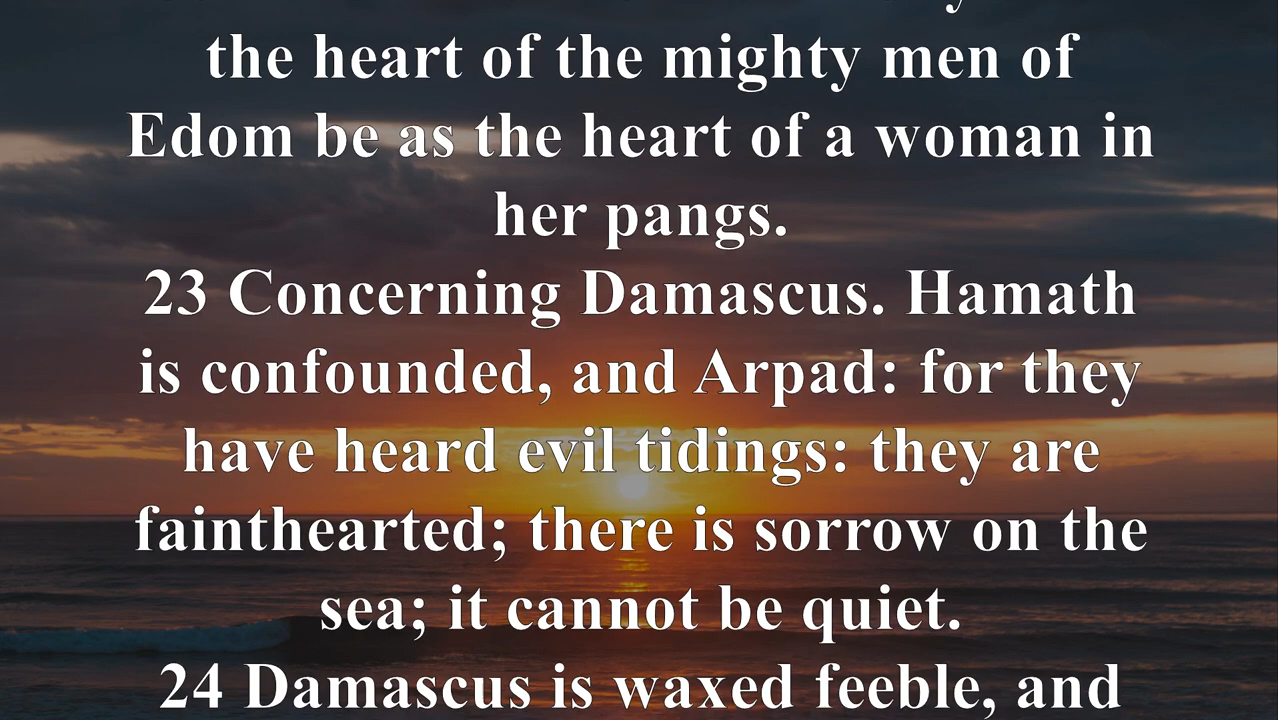 the heart of the mighty men of
Edom be as the heart of a woman in
her pangs.
23 Concerning Damascus. Hamath
is confounded, and Arpad: for they
have heard evil tidings: they are
fainthearted; there is sorrow on the
sea; it cannot be quiet.
24 Damascus is waxed feeble, and